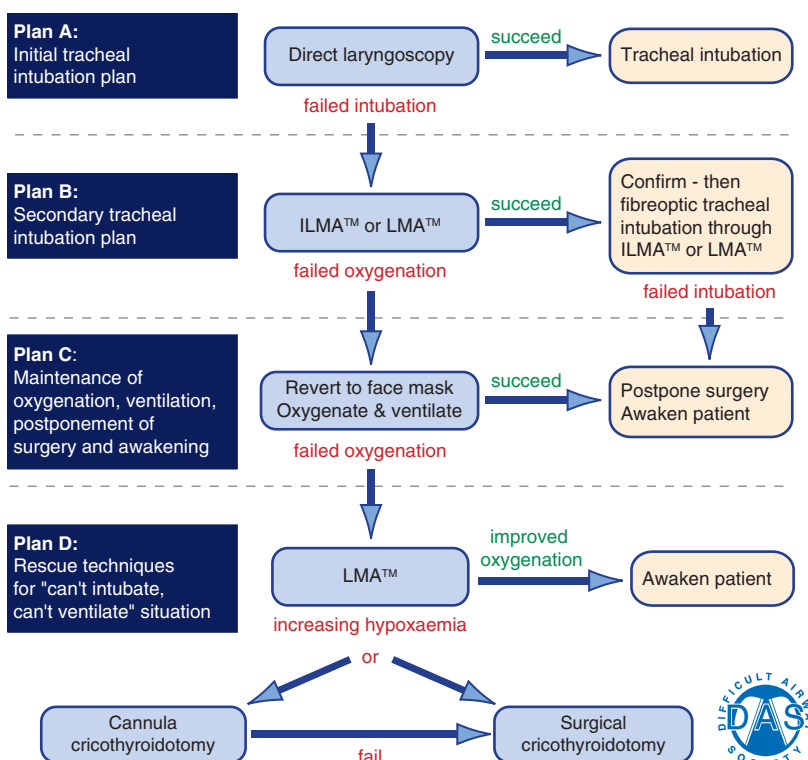 Plan A:
Initial tracheal
intubation plan
Direct laryngoscopy
succeed
Tracheal intubation
failed intubation
Plan B:
Secondary tracheal
intubation plan
ILMA™ or LMA™
succeed
Confirm - then
fibreoptic tracheal
intubation through
ILMA™ or LMA™
failed oxygenation
failed intubation
Plan C:
Maintenance of
oxygenation, ventilation,
postponement of
surgery and awakening
Revert to face mask
Oxygenate & ventilate
succeed
Postpone surgery
Awaken patient
failed oxygenation
Plan D:
Rescue techniques
for "can't intubate,
can't ventilate" situation
LMA™
improved
oxygenation
Awaken patient
increasing hypoxaemia
or
Cannula
cricothyroidotomy
fail
Surgical
cricothyroidotomy
DIFFICULT AIRWAY
DAS
SOCIETY